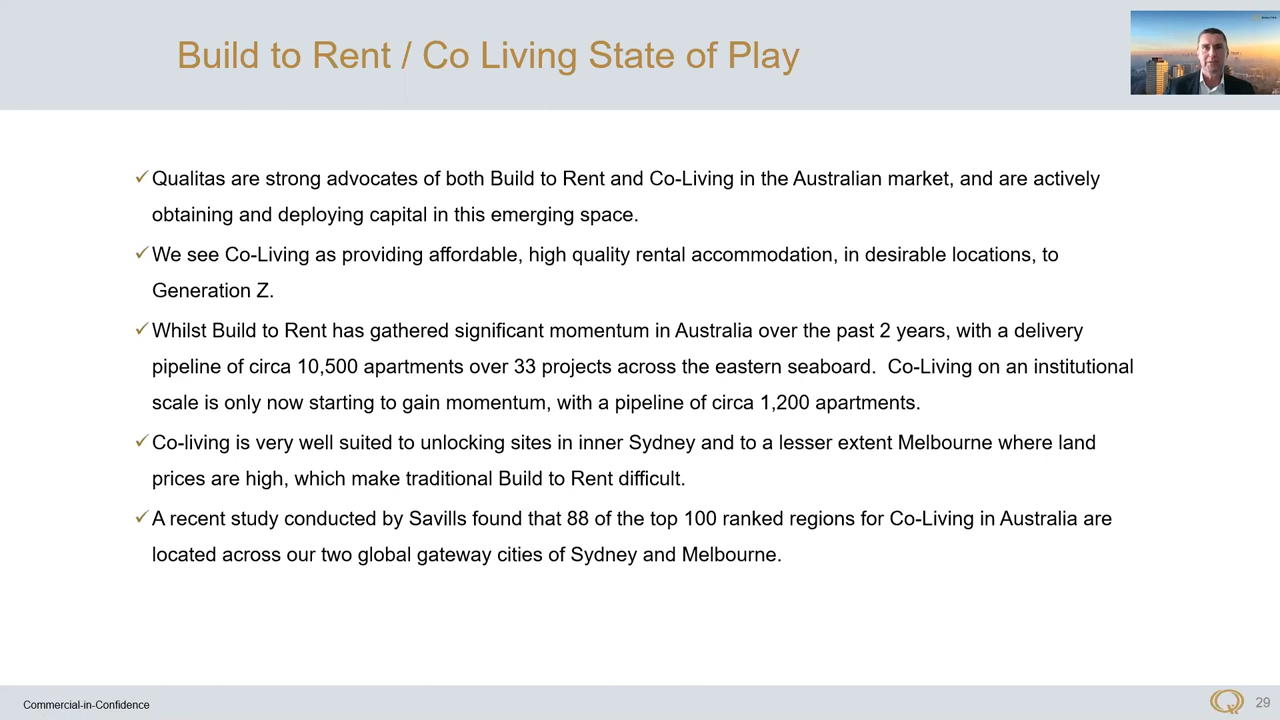 Build to Rent / Co Living State of Play
Qualitas are strong advocates of both Build to Rent and Co-Living in the Australian market, and are actively
obtaining and deploying capital in this emerging space.
We see Co-Living as providing affordable, high quality rental accommodation, in desirable locations, to
Generation Z.
Whilst Build to Rent has gathered significant momentum in Australia over the past 2 years, with a delivery
pipeline of circa 10,500 apartments over 33 projects across the eastern seaboard.  Co-Living on an institutional
scale is only now starting to gain momentum, with a pipeline of circa 1,200 apartments.
Co-living is very well suited to unlocking sites in inner Sydney and to a lesser extent Melbourne where land
prices are high, which make traditional Build to Rent difficult.
A recent study conducted by Savills found that 88 of the top 100 ranked regions for Co-Living in Australia are
located across our two global gateway cities of Sydney and Melbourne.
Commercial-in-Confidence
29